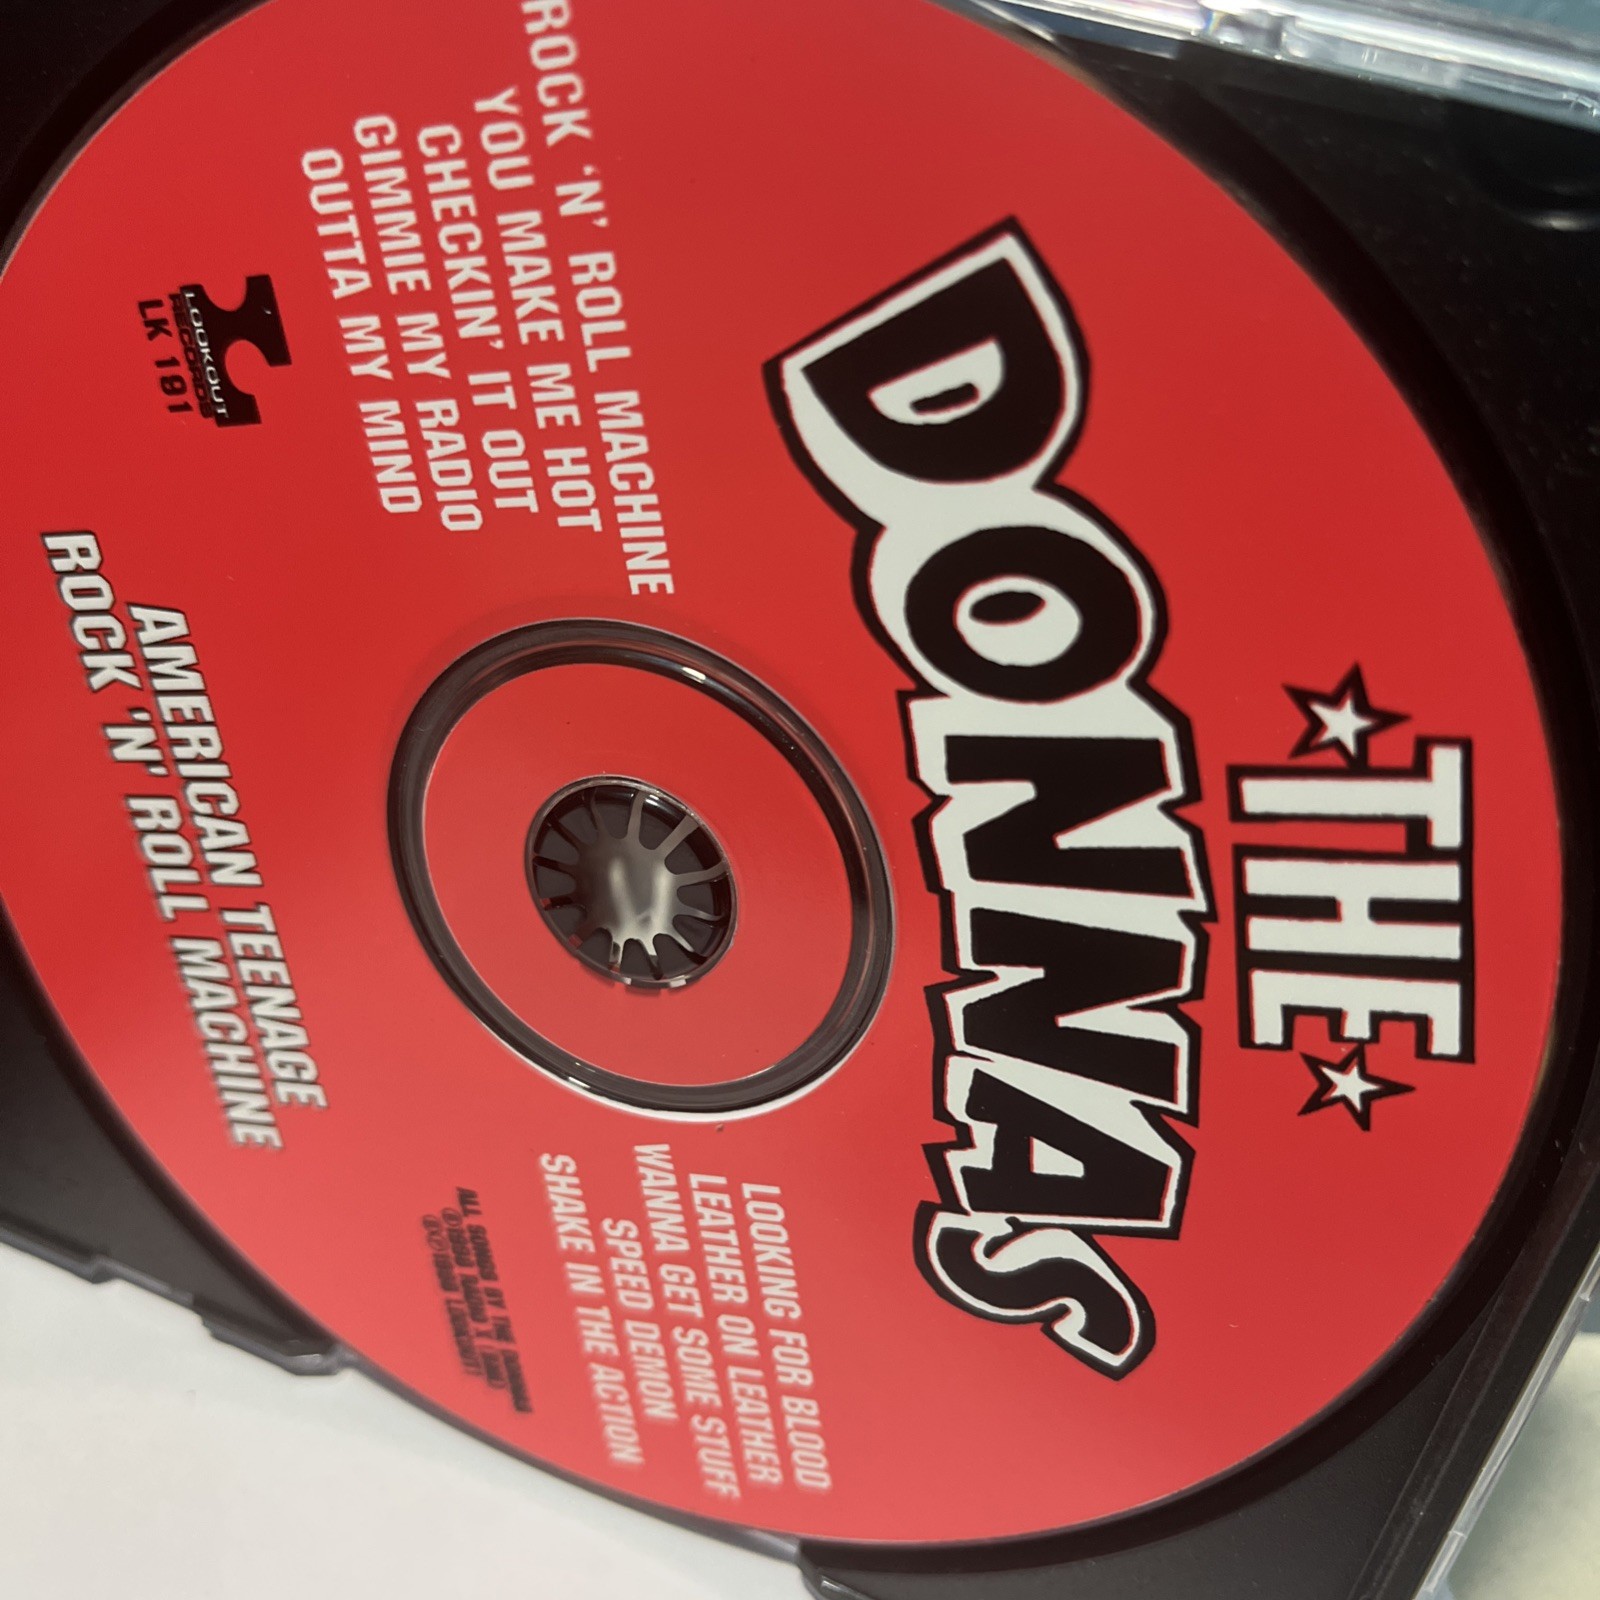 THE
DONNAS
ROCK 'N' ROLL MACHINE
YOU MAKE ME HOT
CHECKIN' IT OUT
GIMMIE MY RADIO
OUTTA MY MIND
LOOKOUT
RECORDS
LK 191
LOOKING FOR BLOOD
LEATHER ON LEATHER
WANNA GET SOME STUFF
SPEED DEMON
SHAKE IN THE ACTION
ALL SONGS BY THE DONNAS
AMERICAN TEENAGE
ROCK 'N' ROLL MACHINE